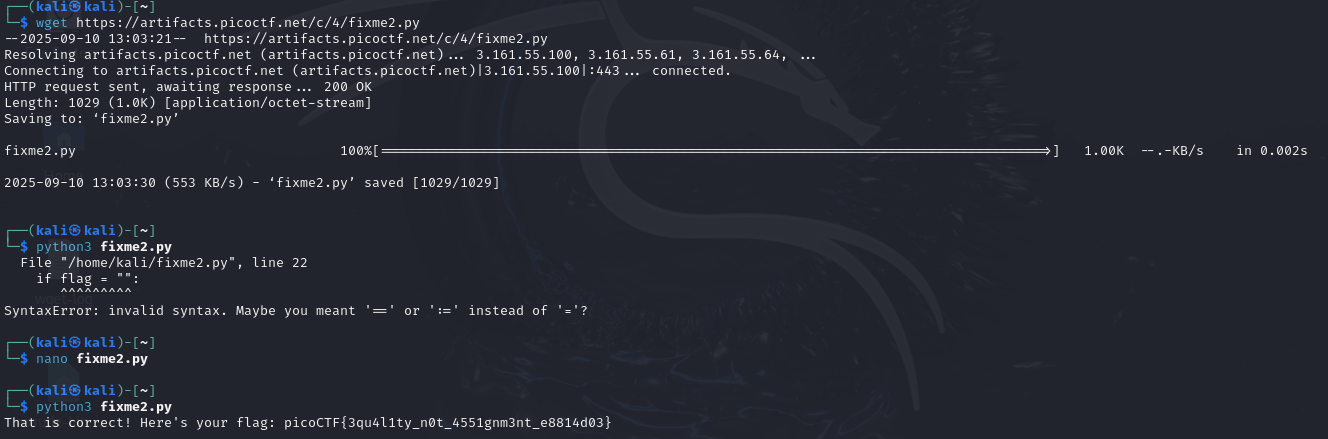 ┌──(kali㉿kali)-[~]
└─$ wget https://artifacts.picoctf.net/c/4/fixme2.py
--2025-09-10 13:03:21--  https://artifacts.picoctf.net/c/4/fixme2.py
Resolving artifacts.picoctf.net (artifacts.picoctf.net)... 3.161.55.100, 3.161.55.61, 3.161.55.64, ...
Connecting to artifacts.picoctf.net (artifacts.picoctf.net)|3.161.55.100|:443... connected.
HTTP request sent, awaiting response... 200 OK
Length: 1029 (1.0K) [application/octet-stream]
Saving to: ‘fixme2.py’
fixme2.py 100%[===================================================>] 1.00K --.-KB/s in 0.002s
2025-09-10 13:03:30 (553 KB/s) - ‘fixme2.py’ saved [1029/1029]
┌──(kali㉿kali)-[~]
└─$ python3 fixme2.py
  File "/home/kali/fixme2.py", line 22
    if flag = "":
       ^^^^^^^^^
SyntaxError: invalid syntax. Maybe you meant '==' or ':=' instead of '='?
┌──(kali㉿kali)-[~]
└─$ nano fixme2.py
┌──(kali㉿kali)-[~]
└─$ python3 fixme2.py
That is correct! Here's your flag: picoCTF{3qu4l1ty_n0t_4551gnm3nt_e8814d03}